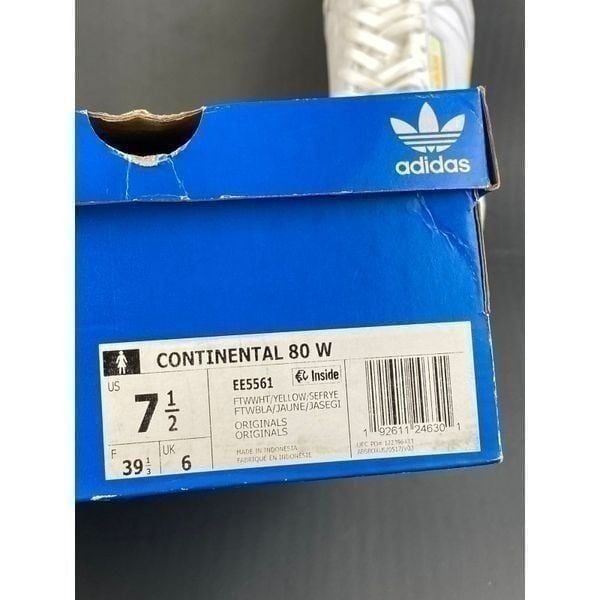 adidas
CONTINENTAL 80 W
US
7 1/2
EE5561
Inside
FTWWHT/YELLOW/SEFRYE
FTWBLA/JAUNE/JASEGI
ORIGINALS
ORIGINALS
MADE IN INDONESIA
FABRIQUE EN INDONESIE
F
39 1/3
UK
6
1 92611 24630 1